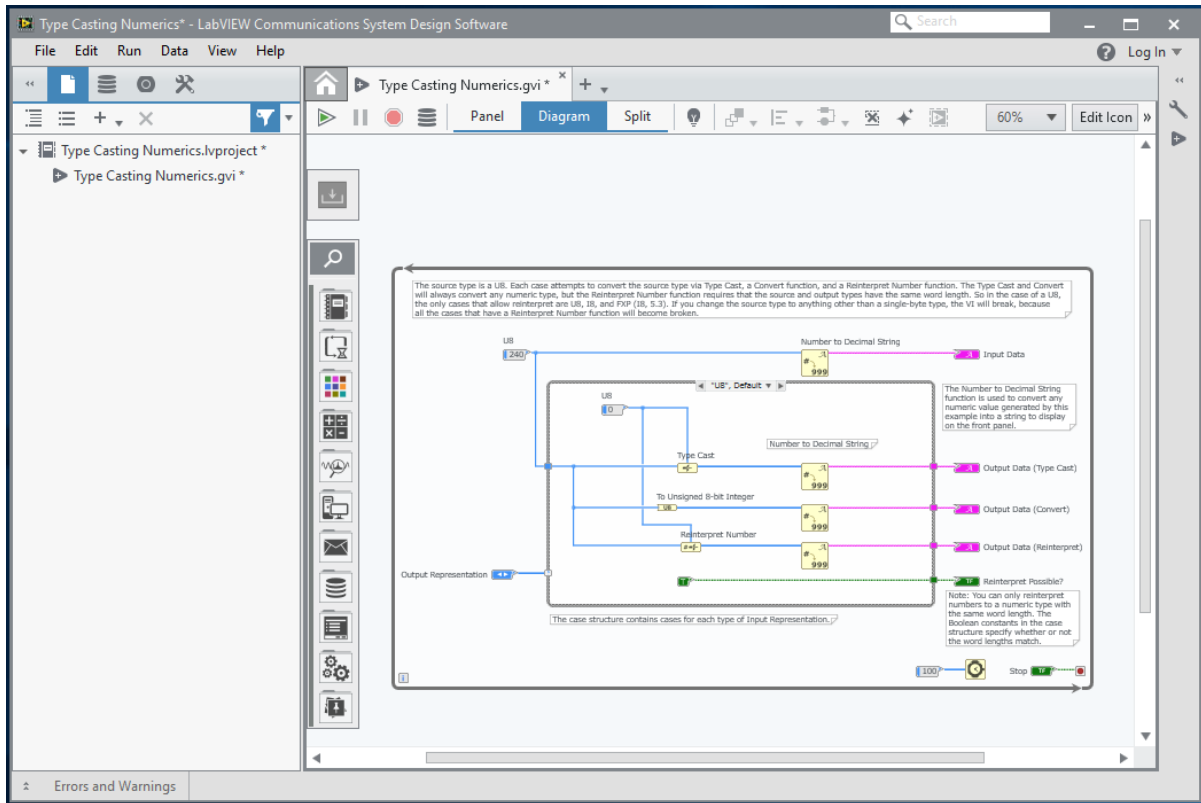 Type Casting Numerics* - LabVIEW Communications System Design Software
Search
File Edit Run Data View Help
Log In
Type Casting Numerics.gvi *
Panel Diagram Split
60%
Edit Icon
Type Casting Numerics.lvproject *
Type Casting Numerics.gvi *
The source type is a U8. Each case attempts to convert the source type via Type Cast, a Convert function, and a Reinterpret Number function. The Type Cast and Convert
will always convert any numeric type, but the Reinterpret Number function requires that the source and output types have the same word length. So in the case of a U8,
the only cases that allow reinterpret are U8, I8, and FXP (I8, 5.3). If you change the source type to anything other than a single-byte type, the VI will break, because
all the cases that have a Reinterpret Number function will become broken.
U8
240
Number to Decimal String
# 999
Input Data
"U8", Default
U8
0
The Number to Decimal String
function is used to convert any
numeric value generated by this
example into a string to display
on the front panel.
Number to Decimal String
Type Cast
# 999
Output Data (Type Cast)
To Unsigned 8-bit Integer
U8
# 999
Output Data (Convert)
Reinterpret Number
# 999
Output Data (Reinterpret)
Output Representation
T
TF
Reinterpret Possible?
Note: You can only reinterpret
numbers to a numeric type with
the same word length. The
Boolean constants in the case
structure specify whether or not
the word lengths match.
The case structure contains cases for each type of Input Representation.
100
Stop
TF
i
Errors and Warnings